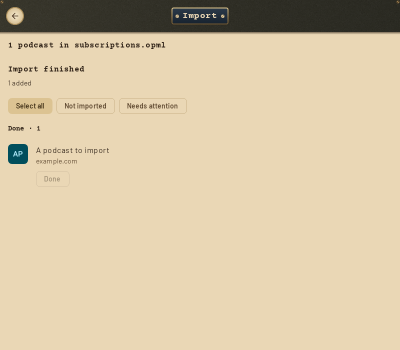 Import
1 podcast in subscriptions.opml
Import finished
1 added
Select all
Not imported
Needs attention
Done · 1
AP
A podcast to import
example.com
Done